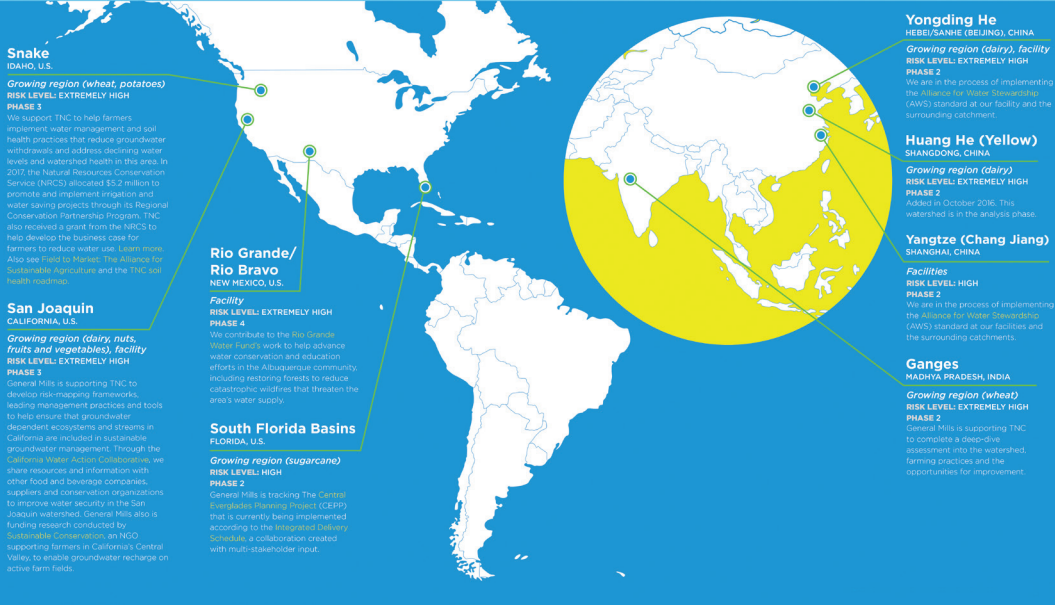 Snake
IDAHO, U.S.
Growing region (wheat, potatoes)
RISK LEVEL: EXTREMELY HIGH
PHASE 3
We support TNC to help farmers
implement water management and soil
health practices that reduce groundwater
withdrawals and address declining water
levels and watershed health in this area. In
2017, the Natural Resources Conservation
Service (NRCS) allocated $5.2 million to
promote and implement irrigation and
water saving projects through its Regional
Conservation Partnership Program. TNC
also received a grant from the NRCS to
help develop the business case for
farmers to reduce water use. Learn more.
Also see Field to Market: The Alliance for
Sustainable Agriculture and the TNC soil
health roadmap.
San Joaquin
CALIFORNIA, U.S.
Growing region (dairy, nuts,
fruits and vegetables), facility
RISK LEVEL: EXTREMELY HIGH
PHASE 3
General Mills is supporting TNC to
develop risk-mapping frameworks,
leading management practices and tools
to help ensure that groundwater
dependent ecosystems and streams in
California are included in sustainable
groundwater management. Through the
California Water Action Collaborative, we
share resources and information with
other food and beverage companies,
suppliers and conservation organizations
to improve water security in the San
Joaquin watershed. General Mills also is
funding research conducted by
Sustainable Conservation, an NGO
supporting farmers in California's Central
Valley, to enable groundwater recharge on
active farm fields.
Rio Grande/
Rio Bravo
NEW MEXICO, U.S.
Facility
RISK LEVEL: EXTREMELY HIGH
PHASE 4
We contribute to the Rio Grande
Water Fund's work to help advance
water conservation and education
efforts in the Albuquerque community,
including restoring forests to reduce
catastrophic wildfires that threaten the
area's water supply.
South Florida Basins
FLORIDA, U.S.
Growing region (sugarcane)
RISK LEVEL: HIGH
PHASE 2
General Mills is tracking The Central
Everglades Planning Project (CEPP)
that is currently being implemented
according to the Integrated Delivery
Schedule, a collaboration created
with multi-stakeholder input.
Yongding He
HEBEI/SANHE (BEIJING), CHINA
Growing region (dairy), facility
RISK LEVEL: EXTREMELY HIGH
PHASE 2
We are in the process of implementing
the Alliance for Water Stewardship
(AWS) standard at our facility and the
surrounding catchment.
Huang He (Yellow)
SHANGDONG, CHINA
Growing region (dairy)
RISK LEVEL: EXTREMELY HIGH
PHASE 2
Added in October 2016. This
watershed is in the analysis phase.
Yangtze (Chang Jiang)
SHANGHAI, CHINA
Facilities
RISK LEVEL: HIGH
PHASE 2
We are in the process of implementing
the Alliance for Water Stewardship
(AWS) standard at our facilities and
the surrounding catchments.
Ganges
MADHYA PRADESH, INDIA
Growing region (wheat)
RISK LEVEL: EXTREMELY HIGH
PHASE 2
General Mills is supporting TNC
to complete a deep-dive
assessment into the watershed,
farming practices and the
opportunities for improvement.